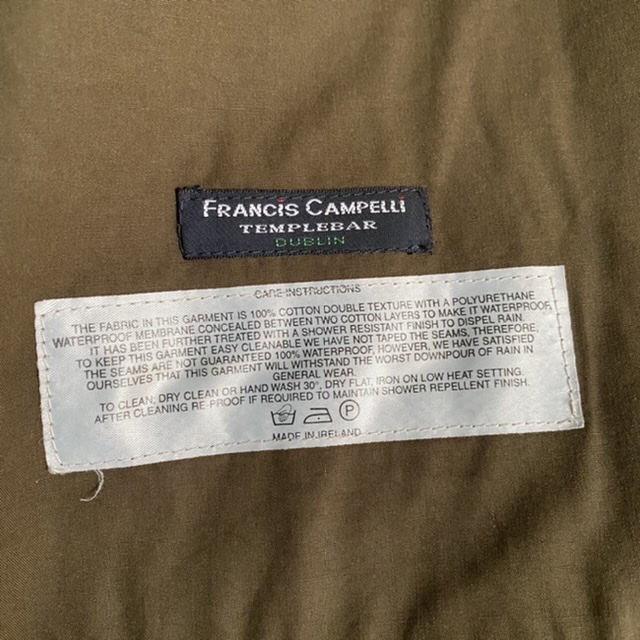 FRANCIS CAMPELLI
TEMPLEBAR
DUBLIN
CARE INSTRUCTIONS
THE FABRIC IN THIS GARMENT IS 100% COTTON DOUBLE TEXTURE WITH A POLYURETHANE
WATERPROOF MEMBRANE CONCEALED BETWEEN TWO COTTON LAYERS TO MAKE IT WATERPROOF,
IT HAS BEEN FURTHER TREATED WITH A SHOWER RESISTANT FINISH TO DISPEL RAIN.
TO KEEP THIS GARMENT EASY CLEANABLE WE HAVE NOT TAPED THE SEAMS, THEREFORE,
THE SEAMS ARE NOT GUARANTEED 100% WATERPROOF, HOWEVER, WE HAVE SATISFIED
OURSELVES THAT THIS GARMENT WILL WITHSTAND THE WORST DOWNPOUR OF RAIN IN
GENERAL WEAR.
TO CLEAN, DRY CLEAN OR HAND WASH 30°, DRY FLAT, IRON ON LOW HEAT SETTING.
AFTER CLEANING RE-PROOF IF REQUIRED TO MAINTAIN SHOWER REPELLENT FINISH.
P
MADE IN IRELAND